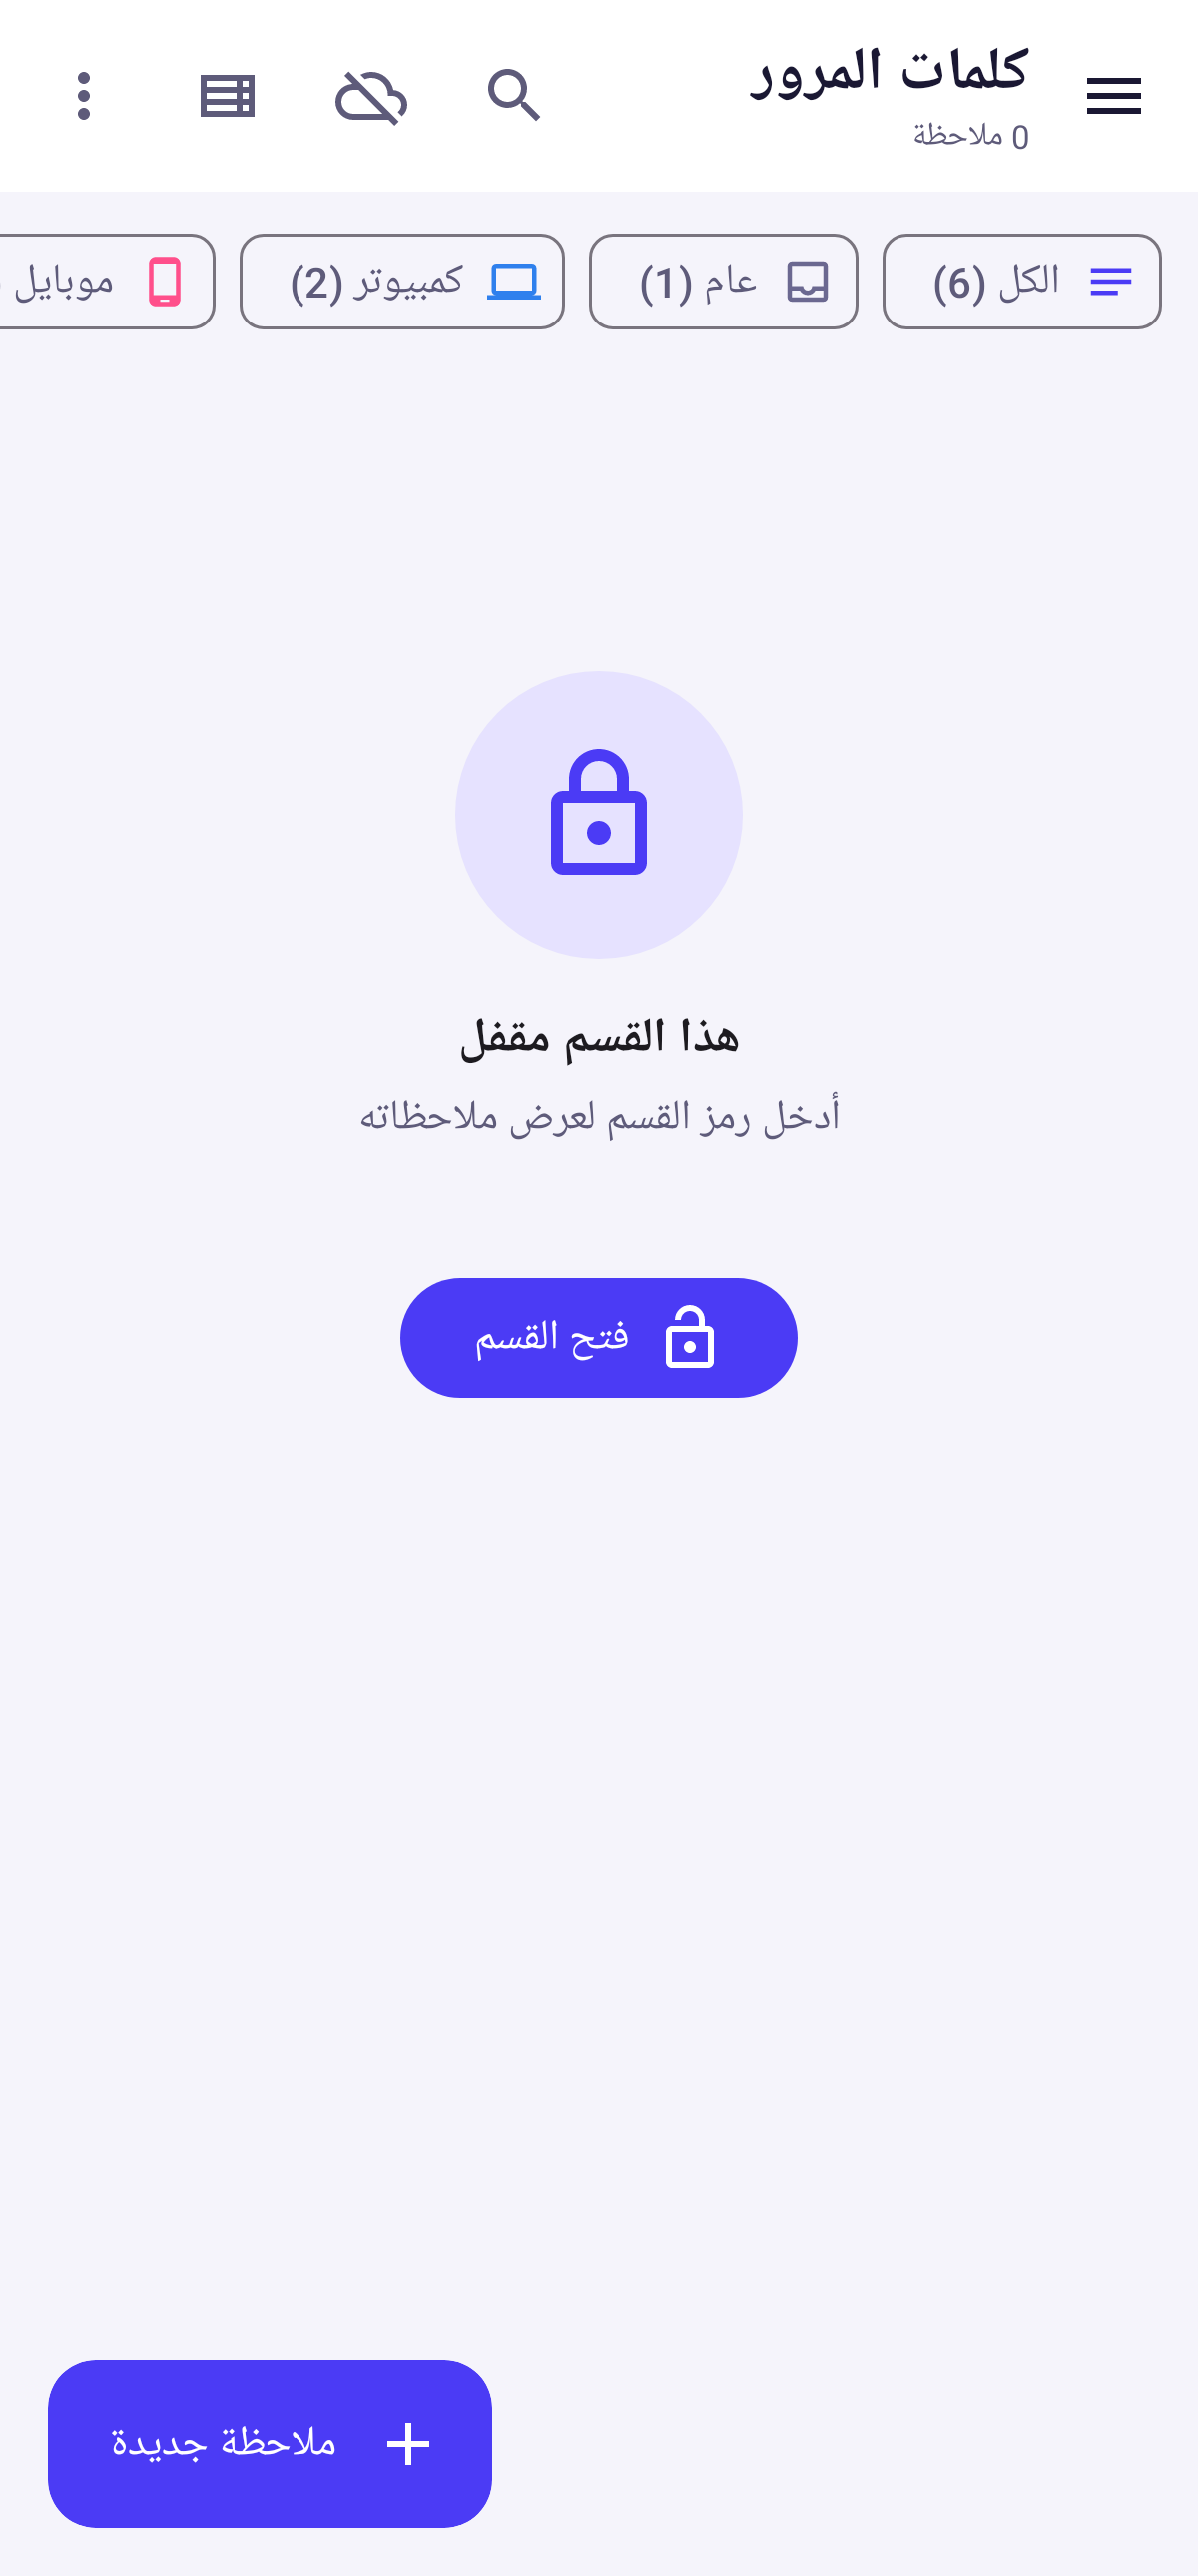 كلمات المرور
0 ملاحظة
الكل (6)
عام (1)
كمبيوتر (2)
موبايل
هذا القسم مقفل
أدخل رمز القسم لعرض ملاحظاته
فتح القسم
ملاحظة جديدة